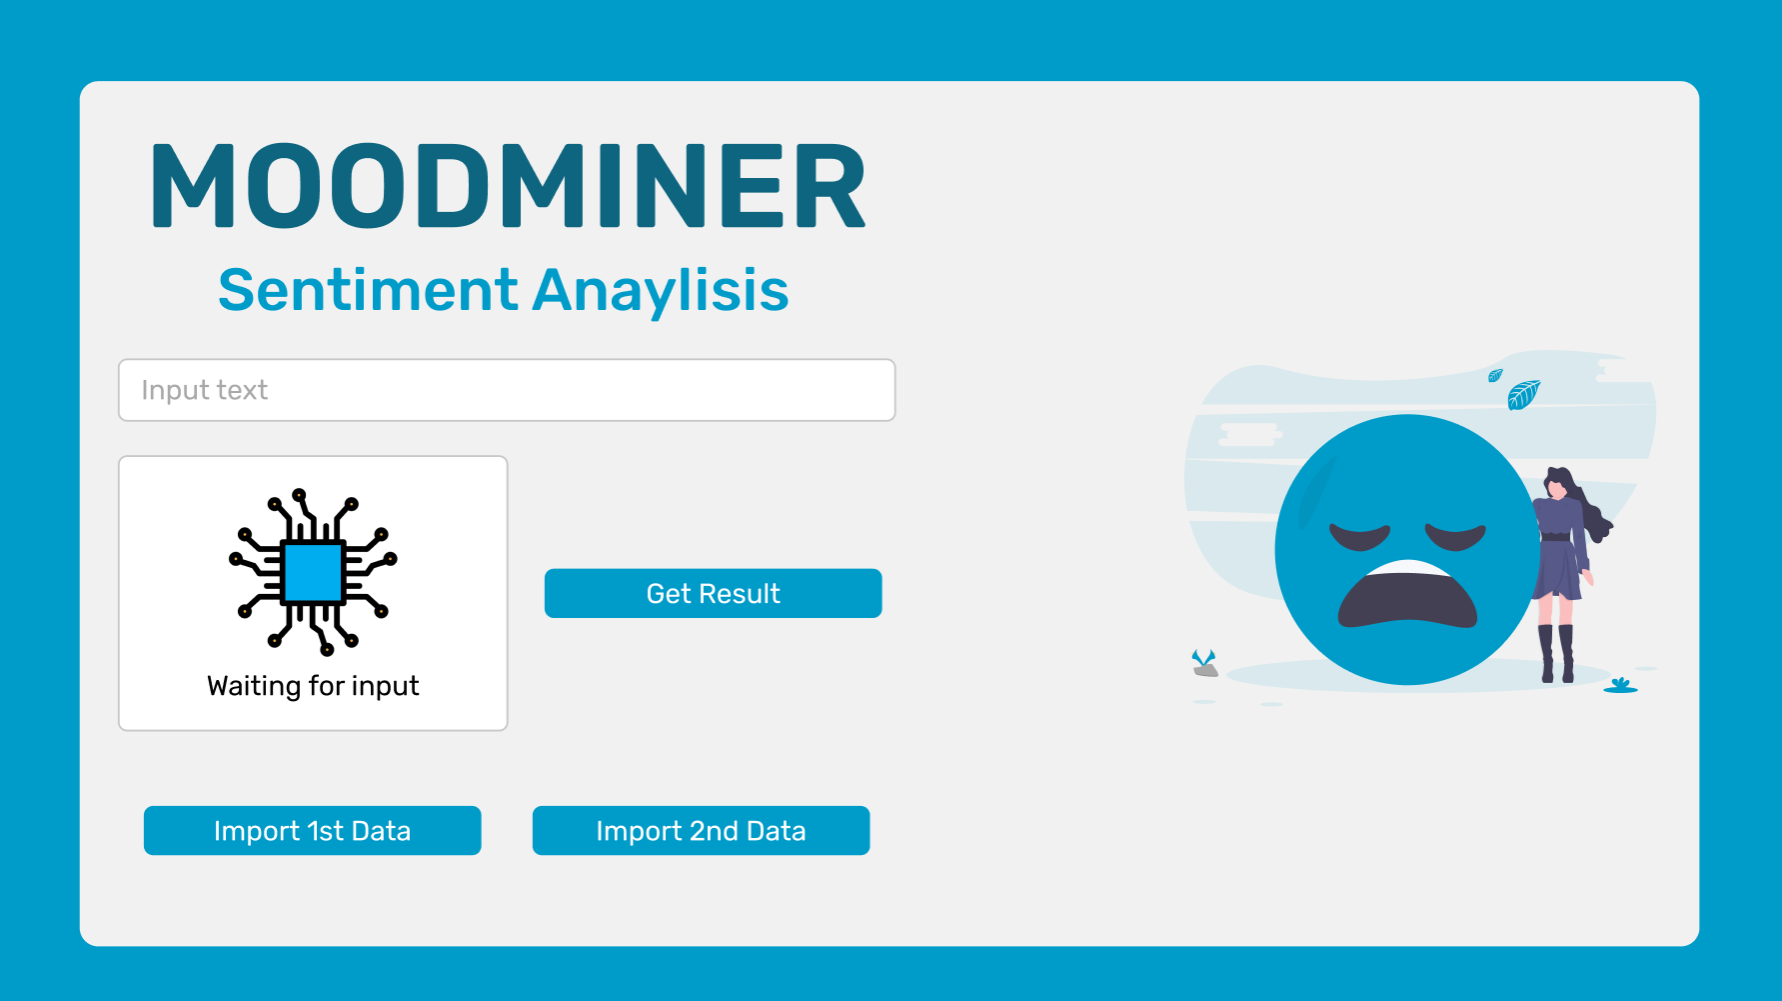 MOODMINER
Sentiment Anaylisis
Input text
Waiting for input
Get Result
Import 1st Data
Import 2nd Data